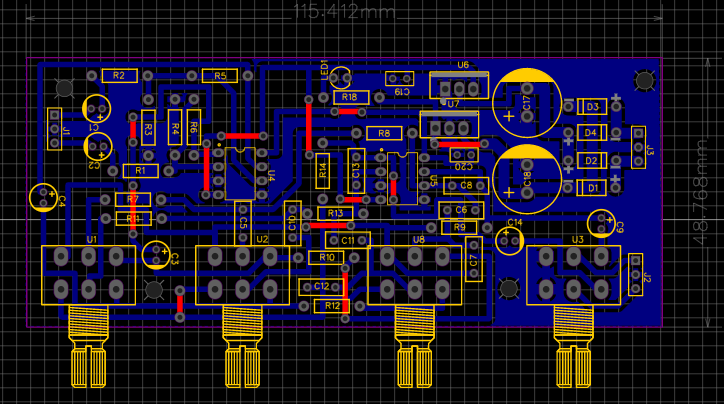 115.412mm
LED1
U6
R2
R5
C19
R18
C17
D3
U7
J1
C1
R3
R4
R6
R8
D4
J3
C2
C20
D2
R1
U4
R14
C13
U5
C8
C18
D1
C4
R7
C5
C10
R13
C6
C14
C9
R11
R9
48.768mm
U1
U2
C11
U8
U3
C3
R10
C7
J2
C12
R12